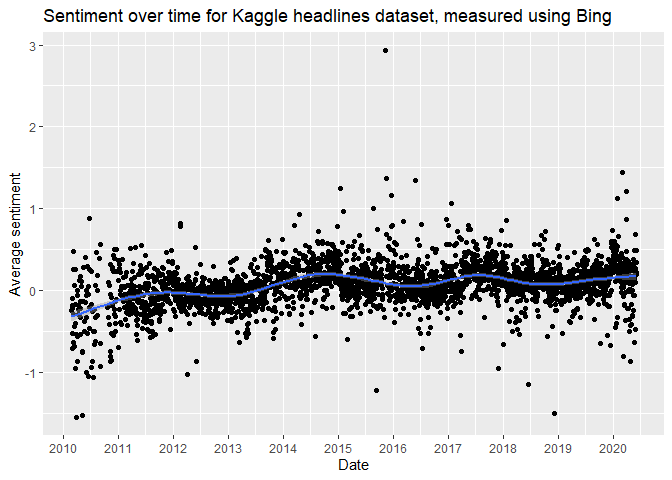 Sentiment over time for Kaggle headlines dataset, measured using Bing
Average sentiment
3
2
1
0
-1
2010 2011 2012 2013 2014 2015 2016 2017 2018 2019 2020
Date